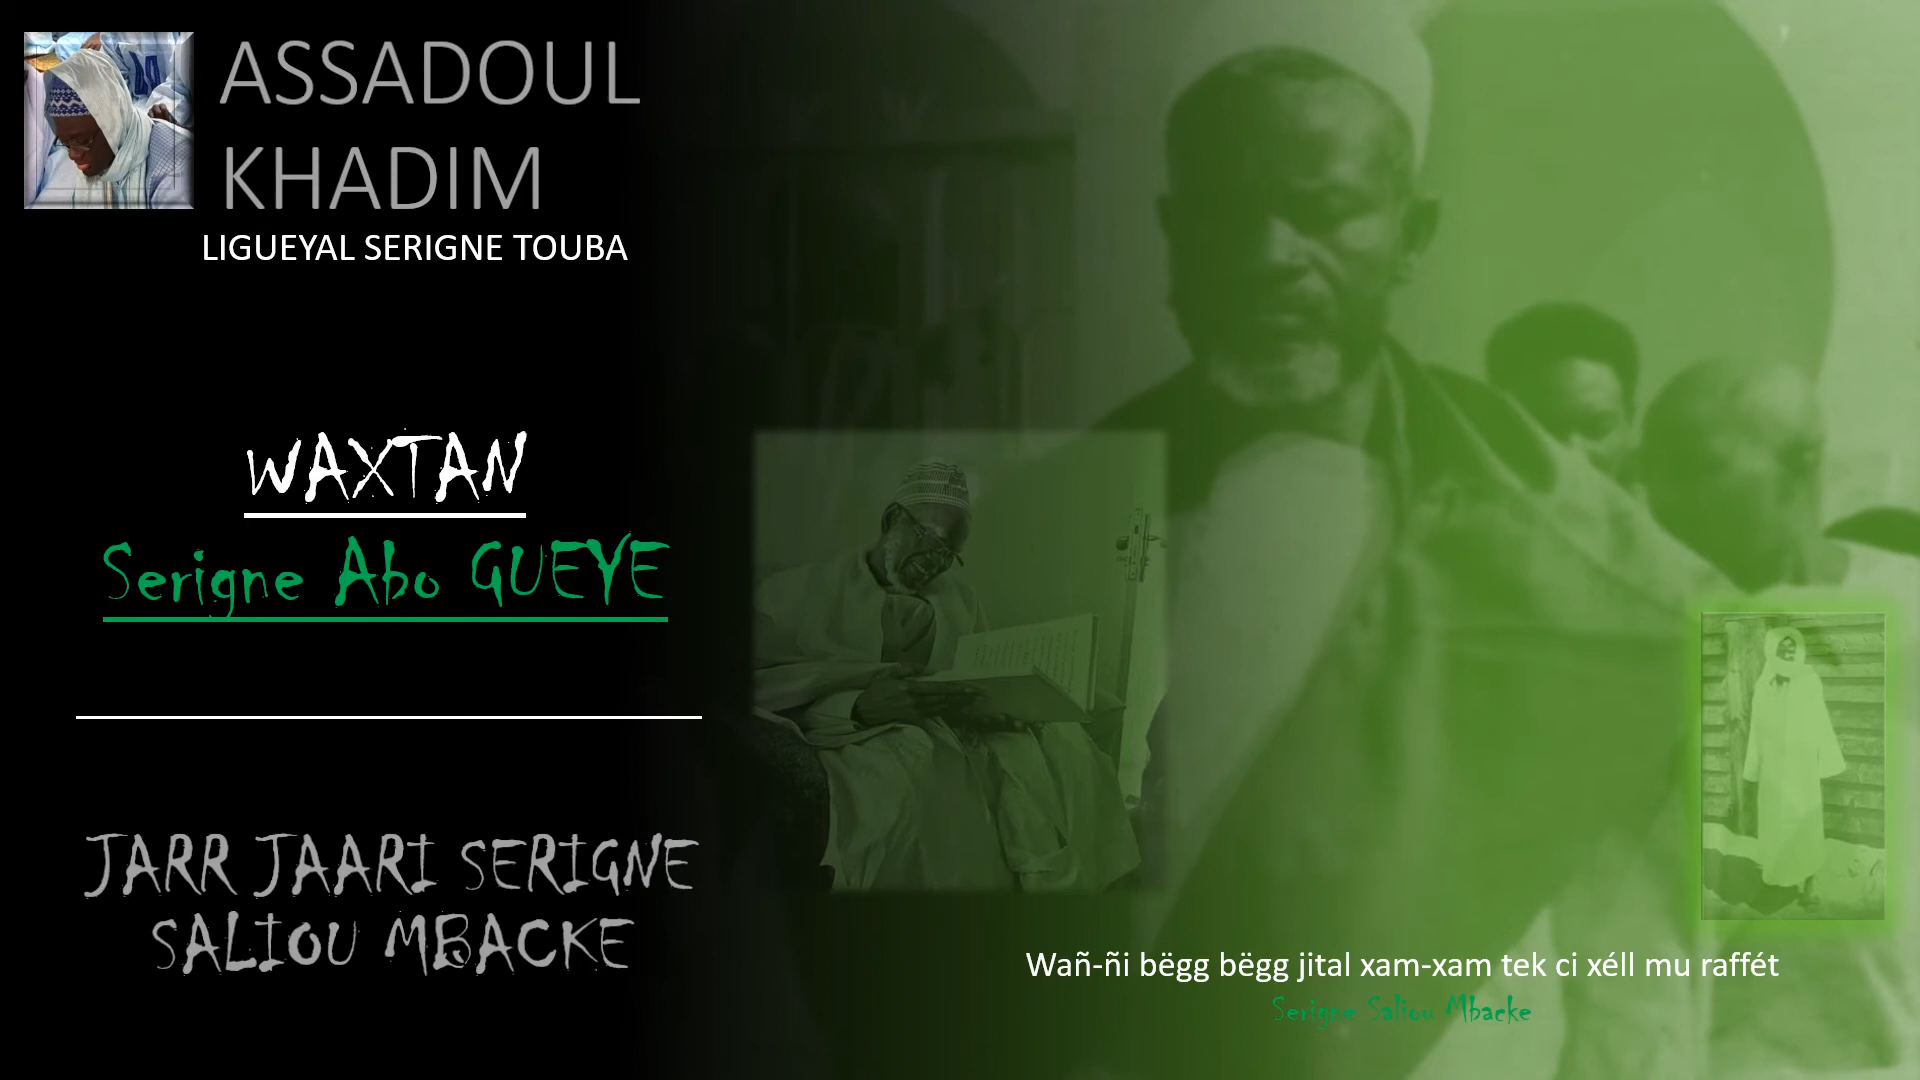 ASSADOUL
KHADIM
LIGUEYAL SERIGNE TOUBA
WAXTAN
Serigne Abo GUEYE
JARR JAARI SERIGNE
SALIOU MBACKE
Wañ-ñi bëgg bëgg jital xam-xam tek ci xéll mu raffét
Serigne Saliou Mbacke